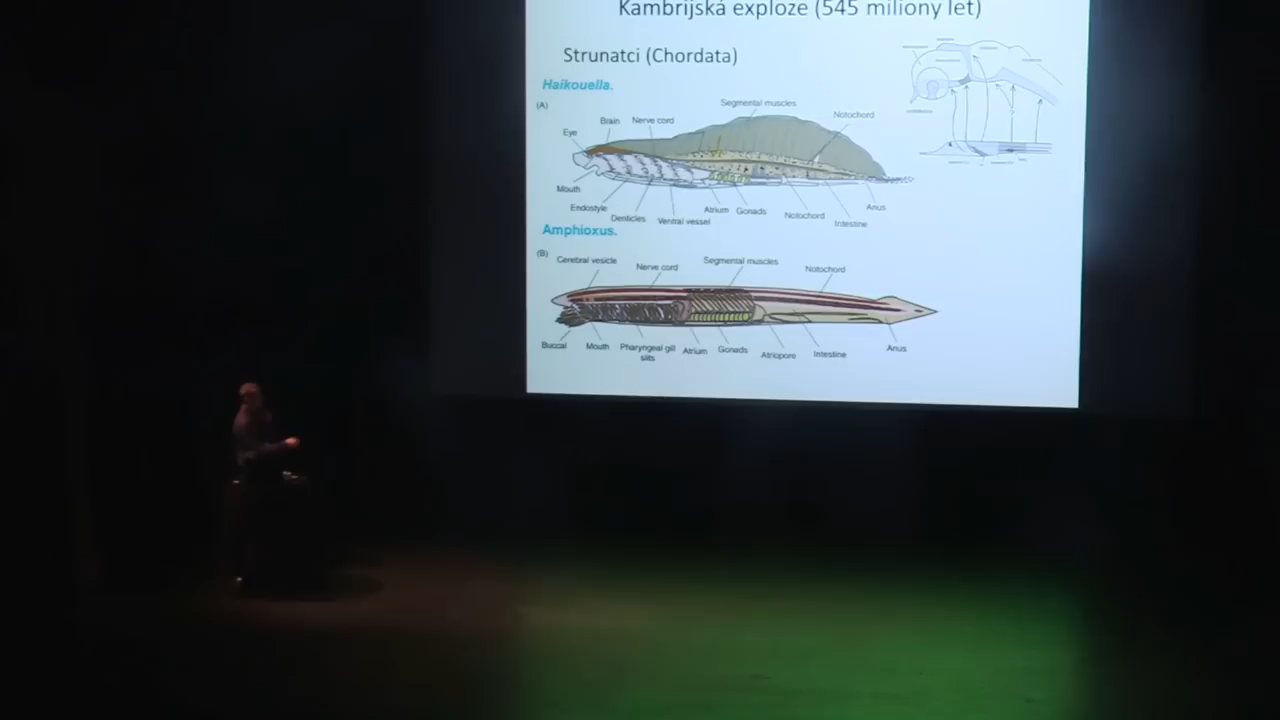 Kambrijská exploze (545 miliony let)
Strunatci (Chordata)
Haikouella.
(A)
Segmental muscles
Brain
Nerve cord
Notochord
Eye
Mouth
Endostyle
Denticles
Ventral vessel
Atrium
Gonads
Notochord
Intestine
Anus
Amphioxus.
(B)
Cerebral vesicle
Nerve cord
Segmental muscles
Notochord
Buccal
Mouth
Pharyngeal gill
slits
Atrium
Gonads
Atriopore
Intestine
Anus